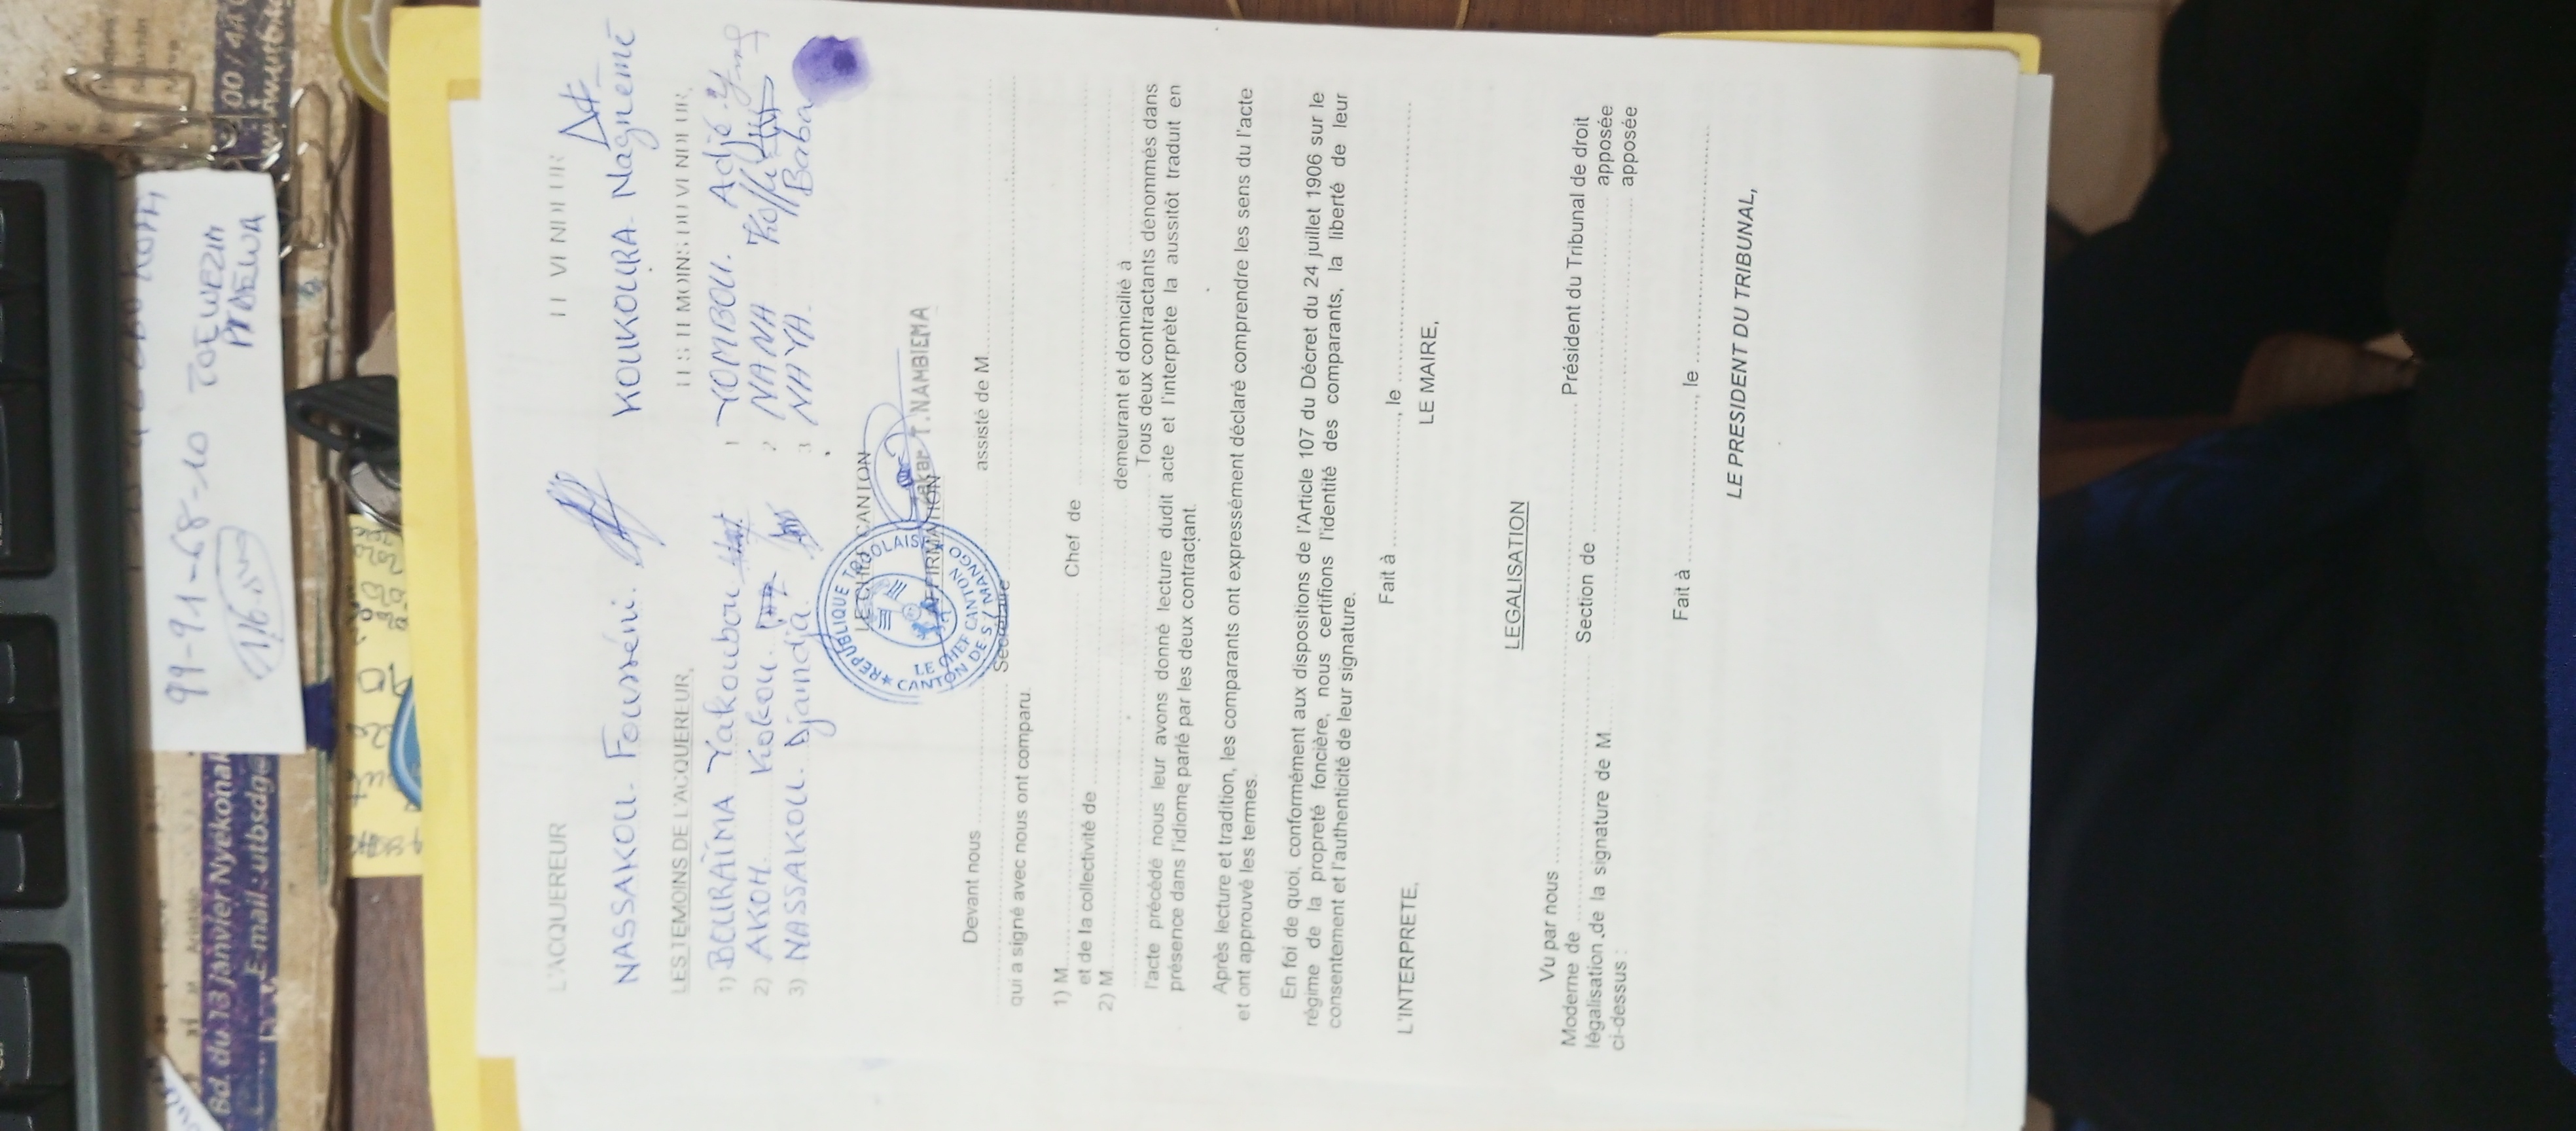 L'ACQUEREUR
LE VENDEUR
NASSAKOU Fousséni.
KOUKOURA Nagnemè
LES TEMOINS DE L'ACQUEREUR,
LES TEMOINS DU VENDEUR,
1) BOURAÏMA Yakoubou
2) AKOH Kokou
3) NASSAKOU Djandja.
1 YOMBOU. Adjé
2 NANA Koffi
3 NAYA. Baba
LE CHEF CANTON
T.NAMBIEMA
REPUBLIQUE TOGOLAISE
LE CHEF CANTON
CANTON DE S/ MANGO
AFFIRMATION
Devant nous assisté de M
Secrétaire
qui a signé avec nous ont comparu.
1) M Chef de
et de la collectivité de
2) M demeurant et domicilié à
Tous deux contractants dénommés dans
l'acte précédé nous leur avons donné lecture dudit acte et l'interprète la aussitôt traduit en
présence dans l'idiome parlé par les deux contractant.
Après lecture et tradition, les comparants ont expressément déclaré comprendre les sens du l'acte
et ont approuvé les termes.
En foi de quoi, conformément aux dispositions de l'Article 107 du Décret du 24 juillet 1906 sur le
régime de la propreté foncière, nous certifions l'identité des comparants, la liberté de leur
consentement et l'authenticité de leur signature.
Fait à , le
L'INTERPRETE,
LE MAIRE,
LEGALISATION
Vu par nous Président du Tribunal de droit
Moderne de Section de apposée
légalisation de la signature de M apposée
ci-dessus :
Fait à , le
LE PRESIDENT DU TRIBUNAL,
99-91-68-10
Bd. du 13 Janvier Nyekonak
E-mail : utbsdg
00 / 44